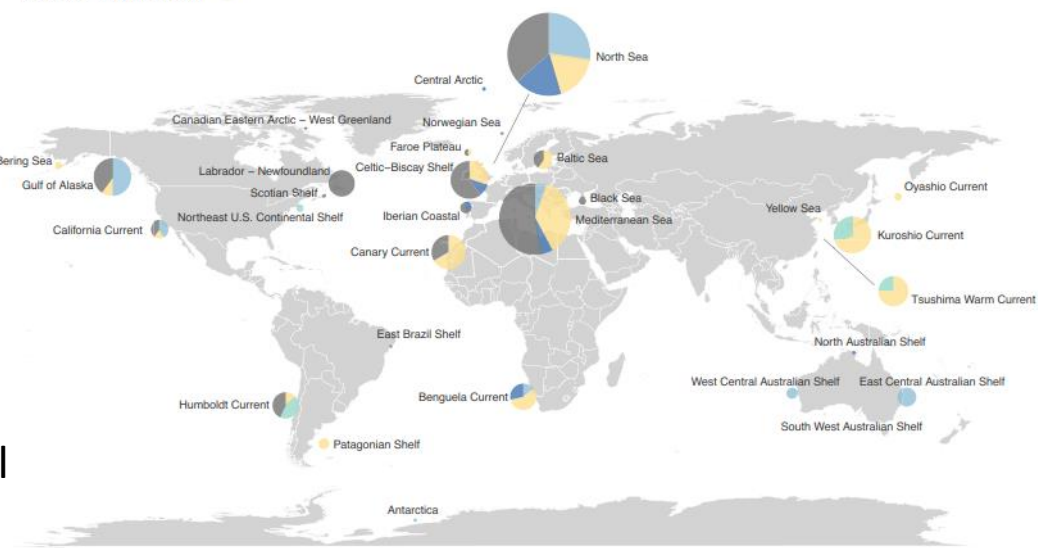 North Sea
Central Arctic
Canadian Eastern Arctic – West Greenland
Norwegian Sea
Faroe Plateau
Baltic Sea
Bering Sea
Celtic–Biscay Shelf
Labrador – Newfoundland
Gulf of Alaska
Oyashio Current
Scotian Shelf
Black Sea
Yellow Sea
Northeast U.S. Continental Shelf
Iberian Coastal
Mediterranean Sea
California Current
Kuroshio Current
Canary Current
Tsushima Warm Current
East Brazil Shelf
North Australian Shelf
West Central Australian Shelf
East Central Australian Shelf
Benguela Current
Humboldt Current
South West Australian Shelf
Patagonian Shelf
Antarctica